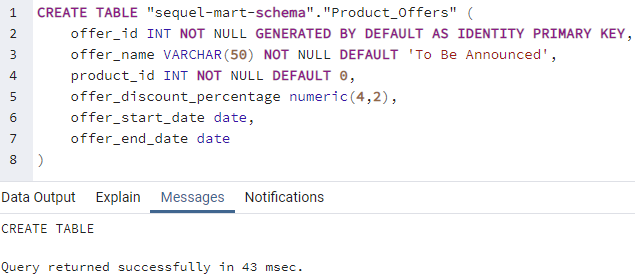 1 CREATE TABLE "sequel-mart-schema"."Product_Offers" (
2 offer_id INT NOT NULL GENERATED BY DEFAULT AS IDENTITY PRIMARY KEY,
3 offer_name VARCHAR(50) NOT NULL DEFAULT 'To Be Announced',
4 product_id INT NOT NULL DEFAULT 0,
5 offer_discount_percentage numeric(4,2),
6 offer_start_date date,
7 offer_end_date date
8 )
Data Output Explain Messages Notifications
CREATE TABLE
Query returned successfully in 43 msec.